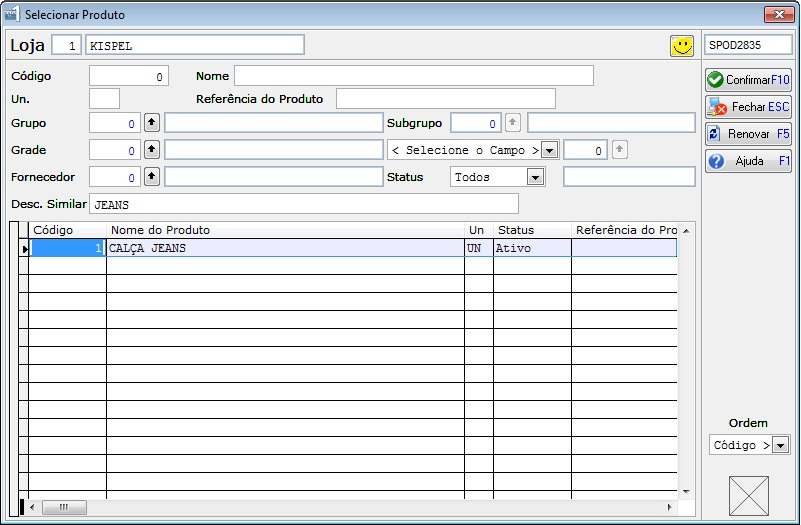 Selecionar Produto
Loja 1 KISPEL SPOD2835
Código 0 Nome
Confirmar F10
Un. Referência do Produto
Fechar ESC
Grupo 0 Subgrupo 0
Renovar F5
Grade 0 < Selecione o Campo > 0
Ajuda F1
Fornecedor 0 Status Todos
Desc. Similar JEANS
Código Nome do Produto Un Status Referência do Pro
1 CALÇA JEANS UN Ativo
Ordem
Código >